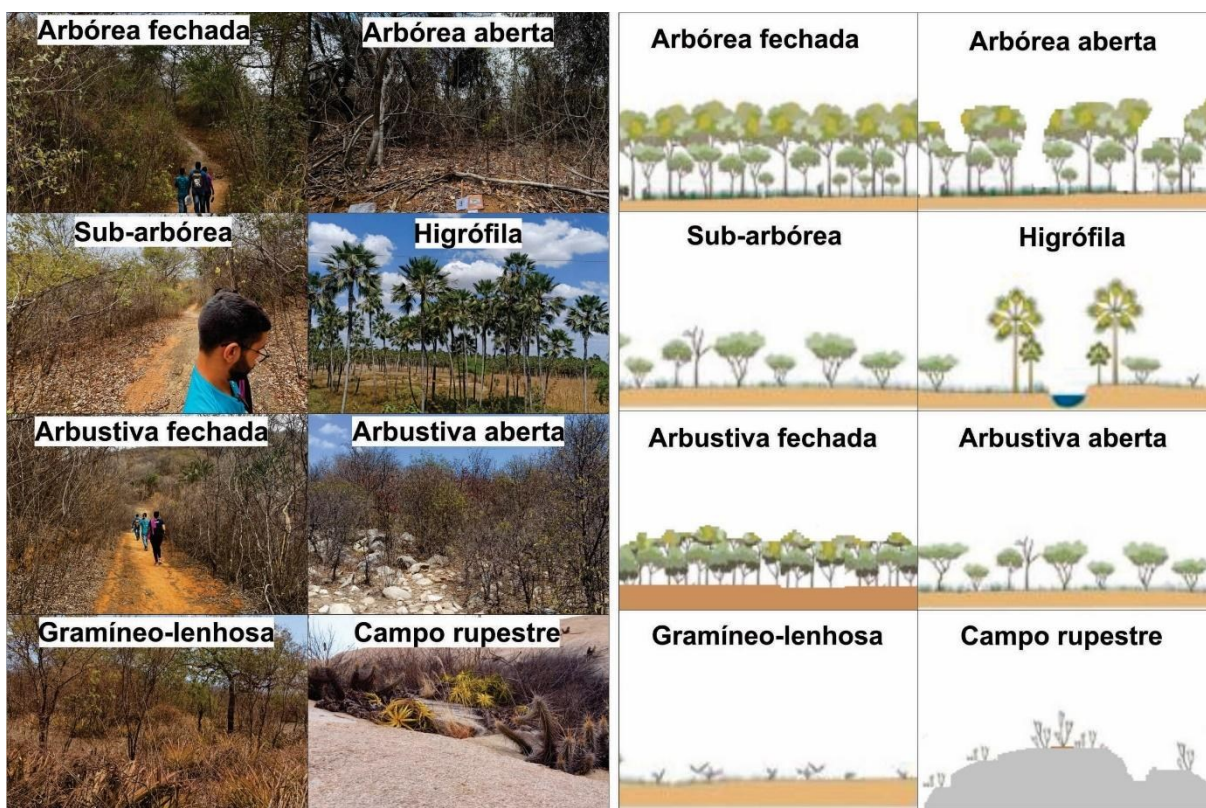 Arbórea fechada
Arbórea aberta
Sub-arbórea
Higrófila
Arbustiva fechada
Arbustiva aberta
Gramíneo-lenhosa
Campo rupestre
Arbórea fechada
Arbórea aberta
Sub-arbórea
Higrófila
Arbustiva fechada
Arbustiva aberta
Gramíneo-lenhosa
Campo rupestre